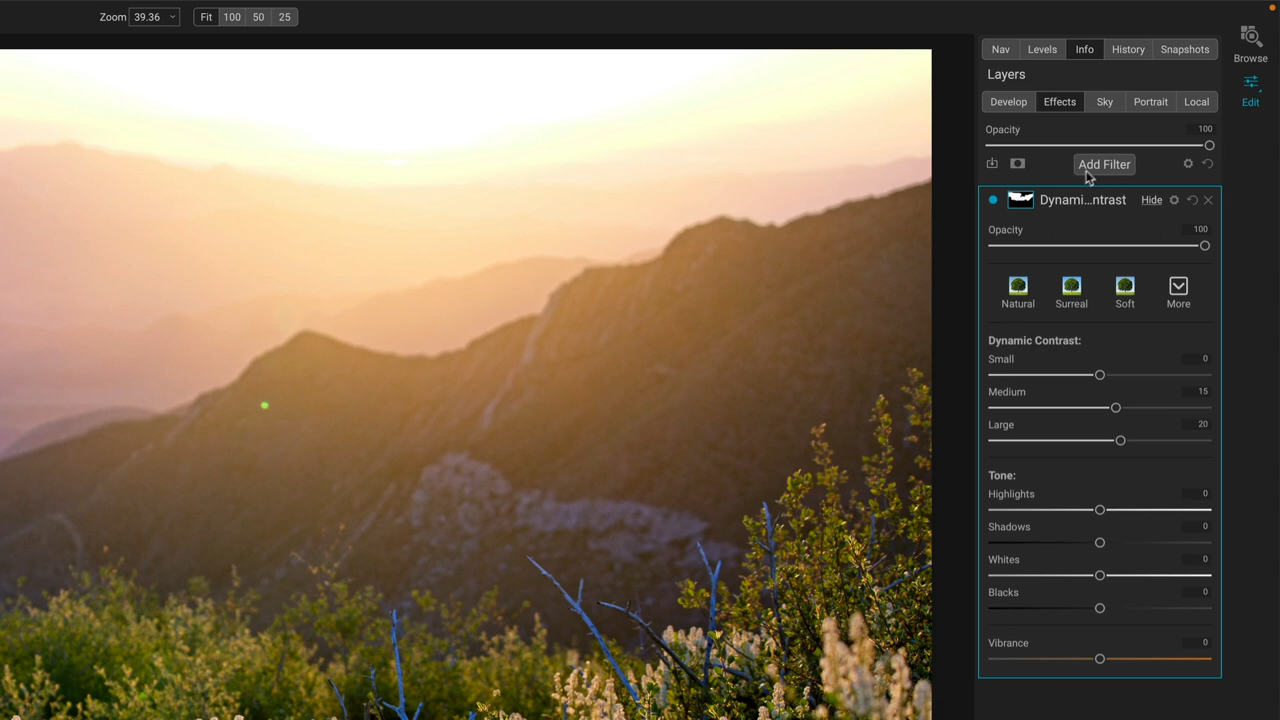 Zoom 39.36 Fit 100 50 25
Nav Levels Info History Snapshots
Browse
Layers
Edit
Develop Effects Sky Portrait Local
Opacity 100
Add Filter
Dynami...ntrast Hide
Opacity 100
Natural Surreal Soft More
Dynamic Contrast:
Small 0
Medium 15
Large 20
Tone:
Highlights 0
Shadows 0
Whites 0
Blacks 0
Vibrance 0